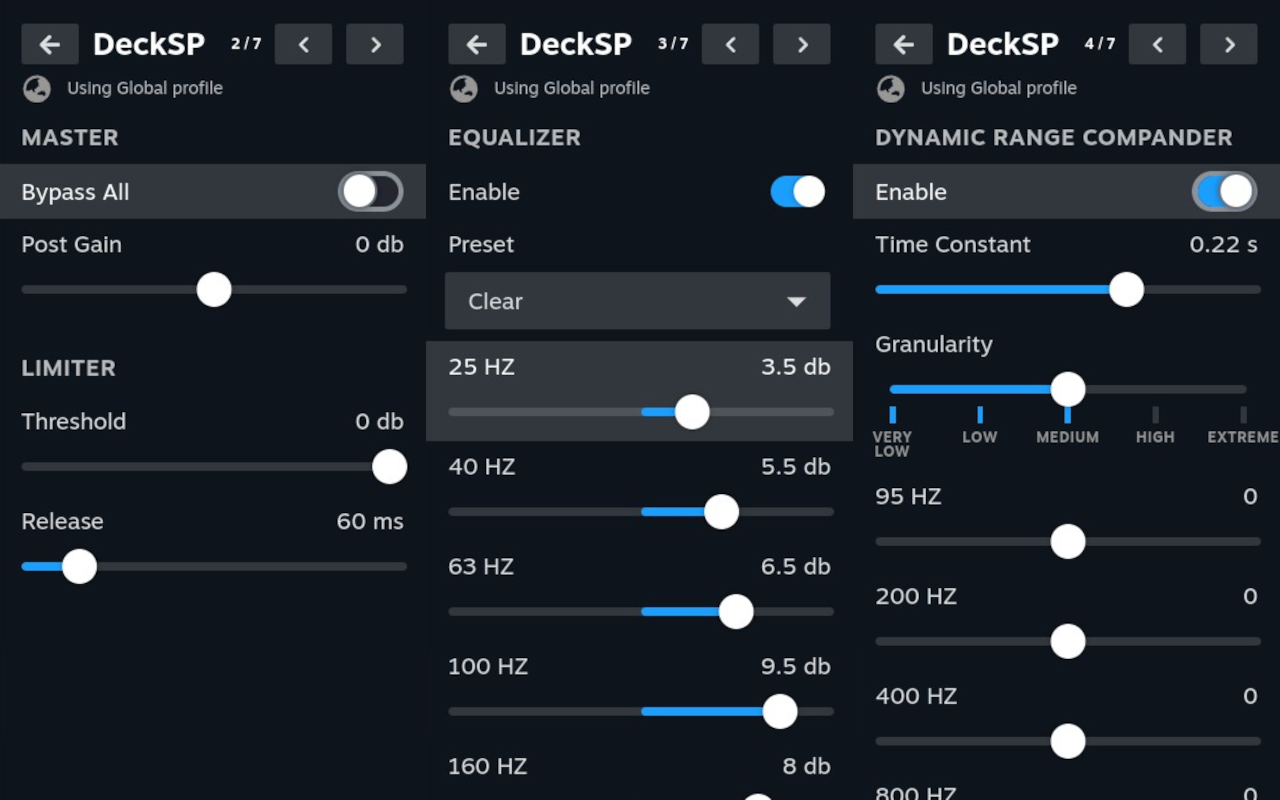 DeckSP 2/7
Using Global profile
MASTER
Bypass All
Post Gain 0 db
LIMITER
Threshold 0 db
Release 60 ms
DeckSP 3/7
Using Global profile
EQUALIZER
Enable
Preset
Clear
25 HZ 3.5 db
40 HZ 5.5 db
63 HZ 6.5 db
100 HZ 9.5 db
160 HZ 8 db
DeckSP 4/7
Using Global profile
DYNAMIC RANGE COMPANDER
Enable
Time Constant 0.22 s
Granularity
VERY LOW LOW MEDIUM HIGH EXTREME
95 HZ 0
200 HZ 0
400 HZ 0
800 HZ 0